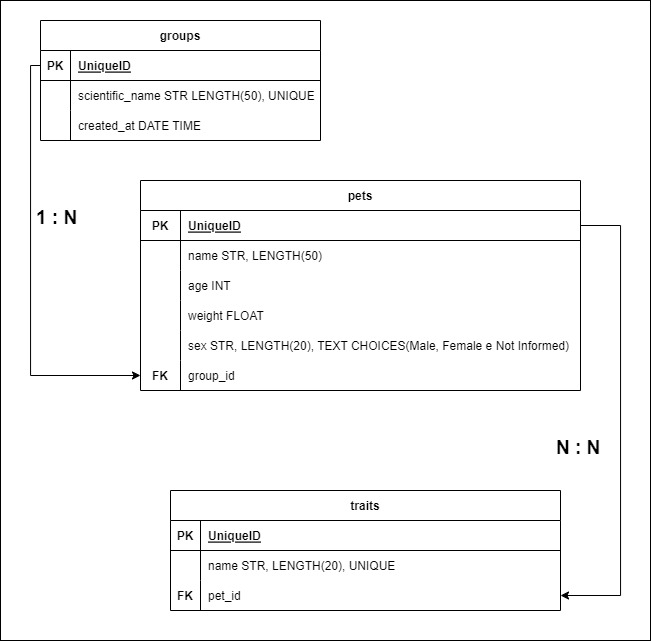 groups
PK UniqueID
scientific_name STR LENGTH(50), UNIQUE
created_at DATE TIME
1 : N
pets
PK UniqueID
name STR, LENGTH(50)
age INT
weight FLOAT
sex STR, LENGTH(20), TEXT CHOICES(Male, Female e Not Informed)
FK group_id
N : N
traits
PK UniqueID
name STR, LENGTH(20), UNIQUE
FK pet_id